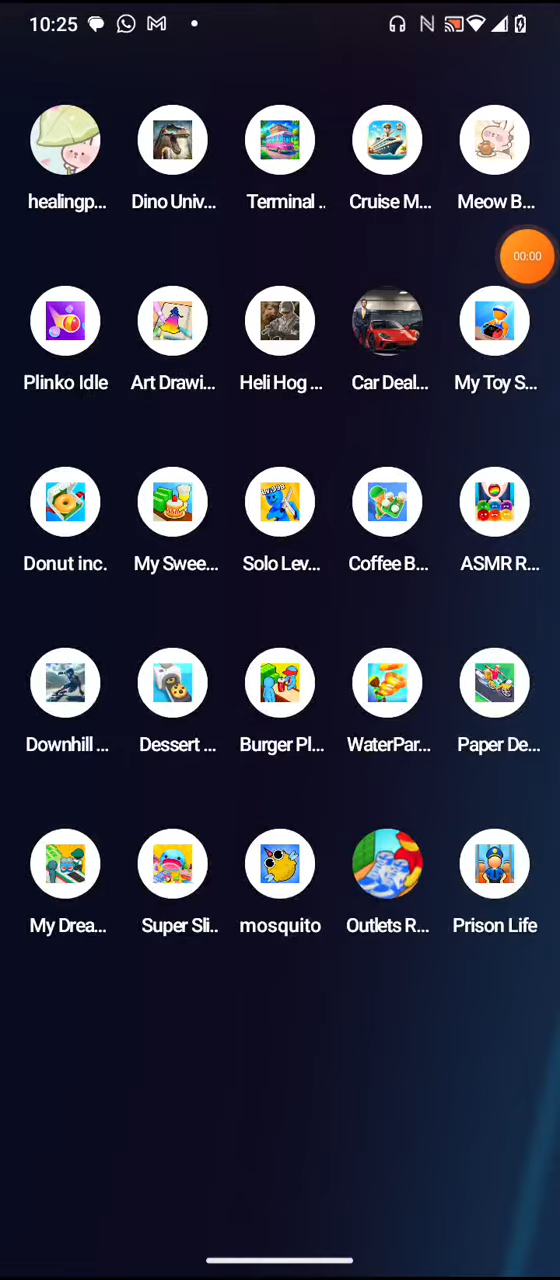 10:25
healingp... Dino Univ... Terminal .. Cruise M... Meow B...
00:00
Plinko Idle Art Drawi... Heli Hog ... Car Deal... My Toy S...
Donut inc. My Swee... Solo Lev... Coffee B... ASMR R...
Downhill ... Dessert ... Burger Pl... WaterPar... Paper De...
My Drea... Super Sli.. mosquito Outlets R... Prison Life